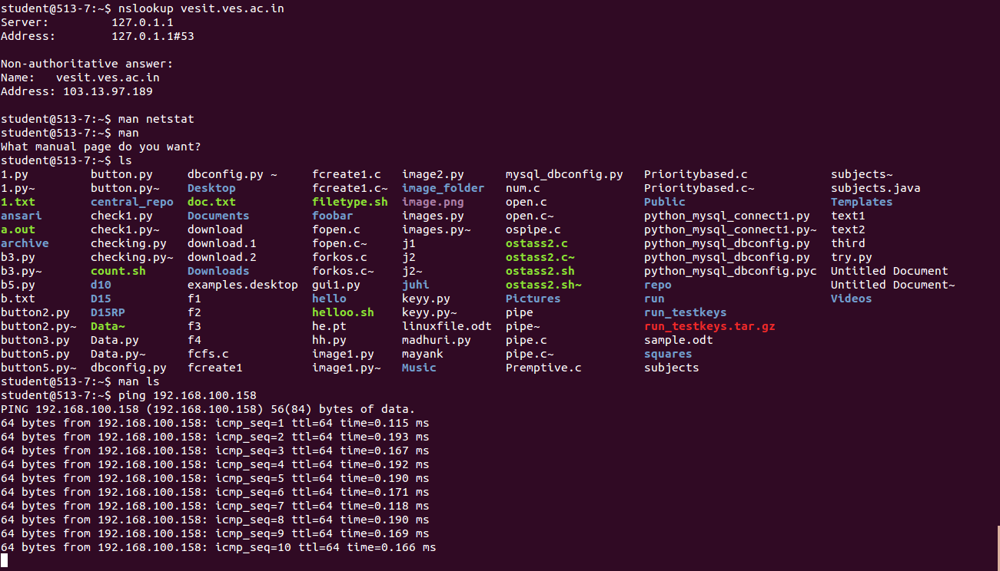 student@513-7:~$ nslookup vesit.ves.ac.in
Server:         127.0.1.1
Address:        127.0.1.1#53
Non-authoritative answer:
Name:   vesit.ves.ac.in
Address: 103.13.97.189
student@513-7:~$ man netstat
student@513-7:~$ man
What manual page do you want?
student@513-7:~$ ls
1.py         button.py     dbconfig.py ~     fcreate1.c   image2.py      mysql_dbconfig.py   Prioritybased.c            subjects~
1.py~        button.py~    Desktop           fcreate1.c~  image_folder   num.c               Prioritybased.c~           subjects.java
1.txt        central_repo  doc.txt           filetype.sh  image.png      open.c              Public                     Templates
ansari       check1.py     Documents         foobar       images.py      open.c~             python_mysql_connect1.py   text1
a.out        check1.py~    download          fopen.c      images.py~     ospipe.c            python_mysql_connect1.py~  text2
archive      checking.py   download.1        fopen.c~     j1             ostass2.c           python_mysql_dbconfig.py   third
b3.py        checking.py~  download.2        forkos.c     j2             ostass2.c~          python_mysql_dbconfig.py   try.py
b3.py~       count.sh      Downloads         forkos.c~    j2~            ostass2.sh          python_mysql_dbconfig.pyc  Untitled Document
b5.py        d10           examples.desktop  gui1.py      juhi           ostass2.sh~         repo                       Untitled Document~
b.txt        D15           f1                hello        keyy.py        Pictures            run                        Videos
button2.py   D15RP         f2                helloo.sh    keyy.py~       pipe                run_testkeys
button2.py~  Data~         f3                he.pt        linuxfile.odt  pipe~               run_testkeys.tar.gz
button3.py   Data.py       f4                hh.py        madhuri.py     pipe.c              sample.odt
button5.py   Data.py~      fcfs.c            image1.py    mayank         pipe.c~             squares
button5.py~  dbconfig.py   fcreate1          image1.py~   Music          Premptive.c         subjects
student@513-7:~$ man ls
student@513-7:~$ ping 192.168.100.158
PING 192.168.100.158 (192.168.100.158) 56(84) bytes of data.
64 bytes from 192.168.100.158: icmp_seq=1 ttl=64 time=0.115 ms
64 bytes from 192.168.100.158: icmp_seq=2 ttl=64 time=0.193 ms
64 bytes from 192.168.100.158: icmp_seq=3 ttl=64 time=0.167 ms
64 bytes from 192.168.100.158: icmp_seq=4 ttl=64 time=0.192 ms
64 bytes from 192.168.100.158: icmp_seq=5 ttl=64 time=0.190 ms
64 bytes from 192.168.100.158: icmp_seq=6 ttl=64 time=0.171 ms
64 bytes from 192.168.100.158: icmp_seq=7 ttl=64 time=0.118 ms
64 bytes from 192.168.100.158: icmp_seq=8 ttl=64 time=0.190 ms
64 bytes from 192.168.100.158: icmp_seq=9 ttl=64 time=0.169 ms
64 bytes from 192.168.100.158: icmp_seq=10 ttl=64 time=0.166 ms